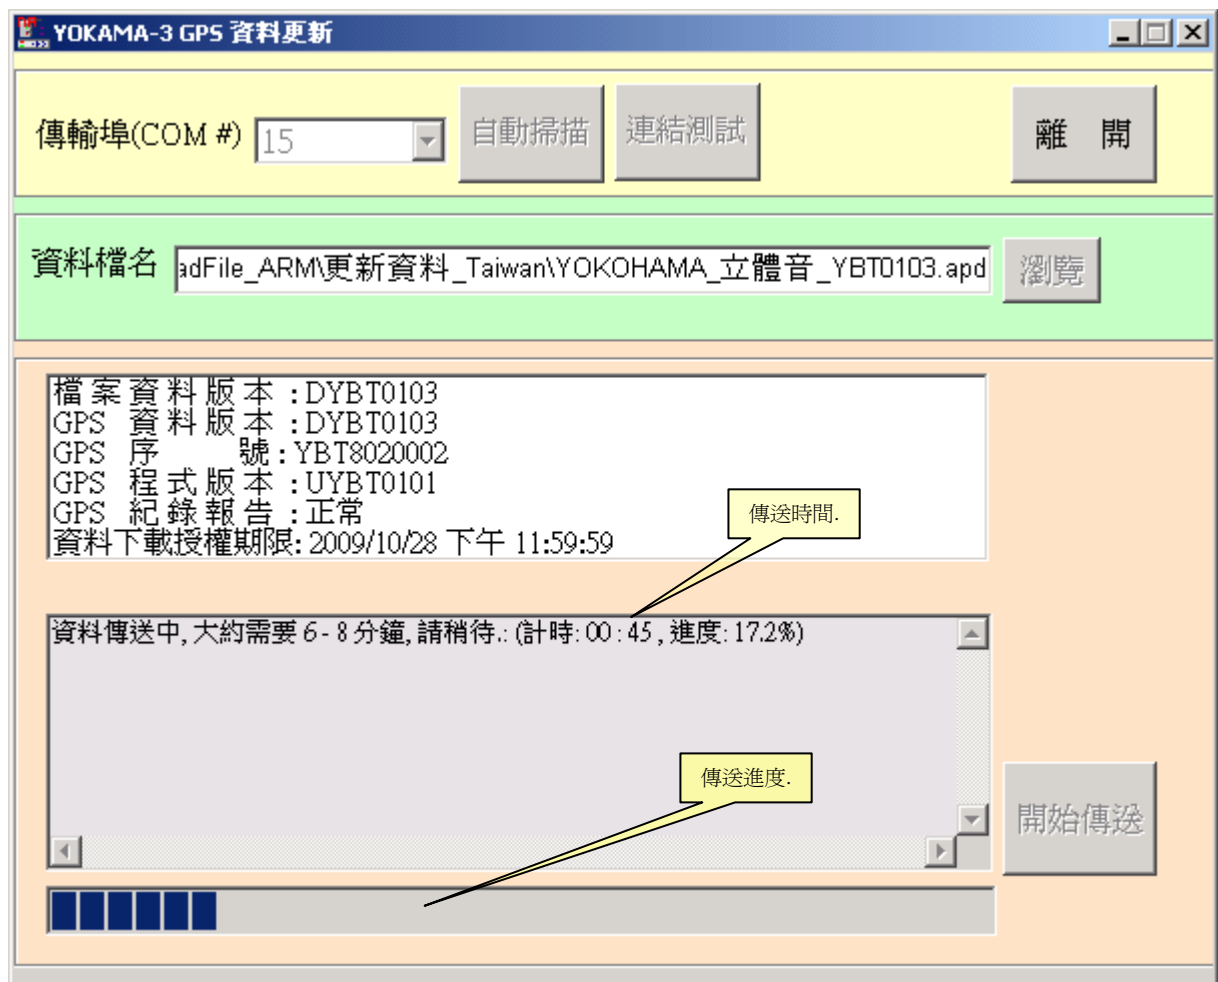 YOKAMA-3 GPS 資料更新
傳輸埠(COM #) 15 自動掃描 連結測試 離 開
資料檔名 adFile_ARM\更新資料_Taiwan\YOKOHAMA_立體音_YBT0103.apd 瀏覽
檔 案 資 料 版 本 : DYBT0103
GPS 資 料 版 本 : DYBT0103
GPS 序 號 : YBT8020002
GPS 程 式 版 本 : UYBT0101
GPS 紀 錄 報 告 : 正常
資料下載授權期限: 2009/10/28 下午 11:59:59
傳送時間.
資料傳送中, 大約需要 6 - 8 分鐘, 請稍待.: (計時: 00 : 45 , 進度: 17.2%)
傳送進度.
開始傳送